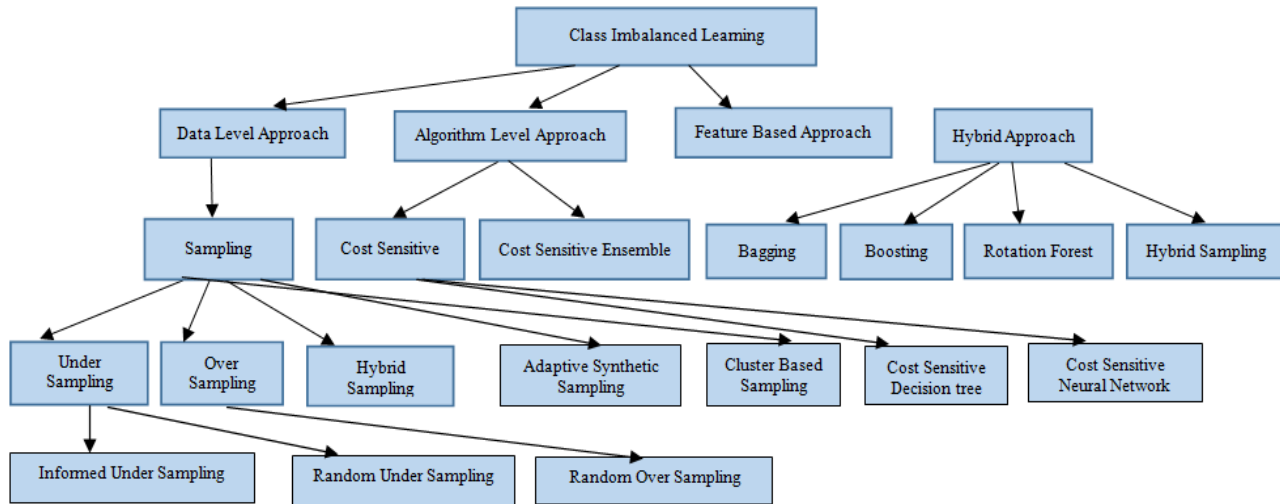 Class Imbalanced Learning
Data Level Approach
Algorithm Level Approach
Feature Based Approach
Hybrid Approach
Sampling
Cost Sensitive
Cost Sensitive Ensemble
Bagging
Boosting
Rotation Forest
Hybrid Sampling
Under
Sampling
Over
Sampling
Hybrid
Sampling
Adaptive Synthetic
Sampling
Cluster Based
Sampling
Cost Sensitive
Decision tree
Cost Sensitive
Neural Network
Informed Under Sampling
Random Under Sampling
Random Over Sampling